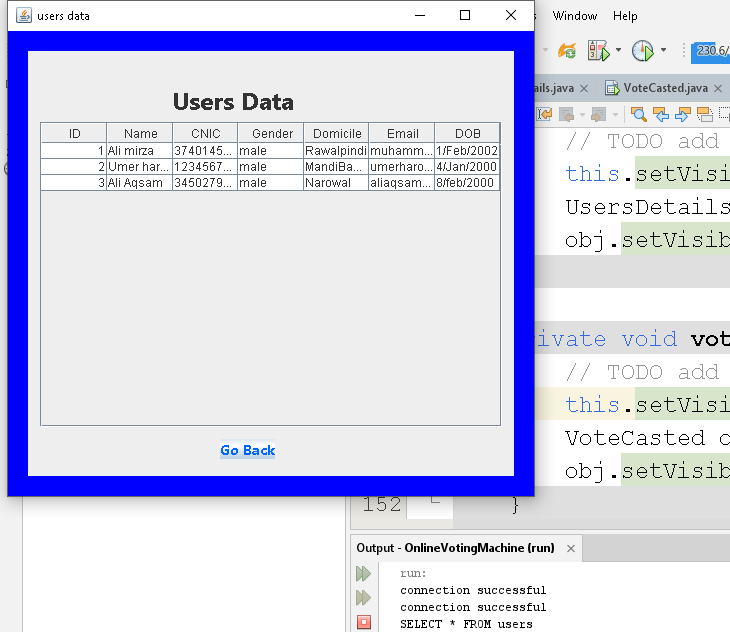 users data
Users Data
ID Name CNIC Gender Domicile Email DOB
1 Ali mirza 3740145... male Rawalpindi muhamm... 1/Feb/2002
2 Umer har... 1234567... male MandiBa... umerharo... 4/Jan/2000
3 Ali Aqsam 3450279... male Narowal aliaqsam... 8/feb/2000
Go Back
Window Help
230.6/
ils.java VoteCasted.java
// TODO add
this.setVisi
UsersDetails
obj.setVisib
ivate void vot
// TODO add
this.setVisi
VoteCasted o
obj.setVisib
152 }
Output - OnlineVotingMachine (run)
run:
connection successful
connection successful
SELECT * FROM users